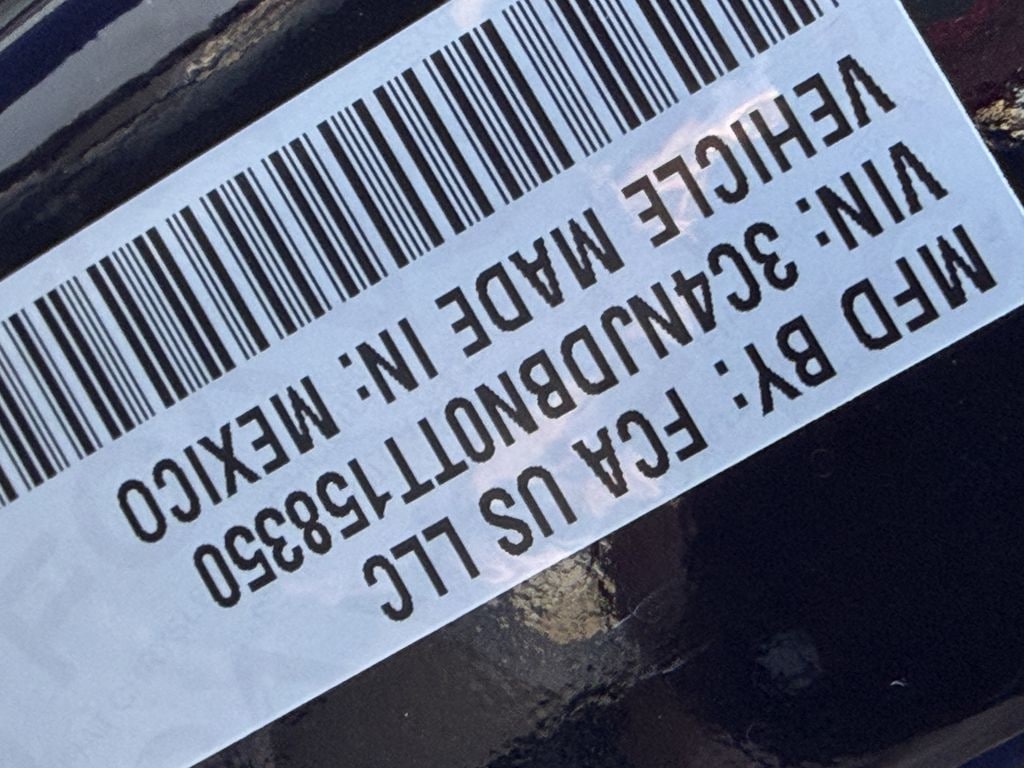 MFD BY: FCA US LLC
VIN: 3C4NJDBN0TT158350
VEHICLE MADE IN: MEXICO